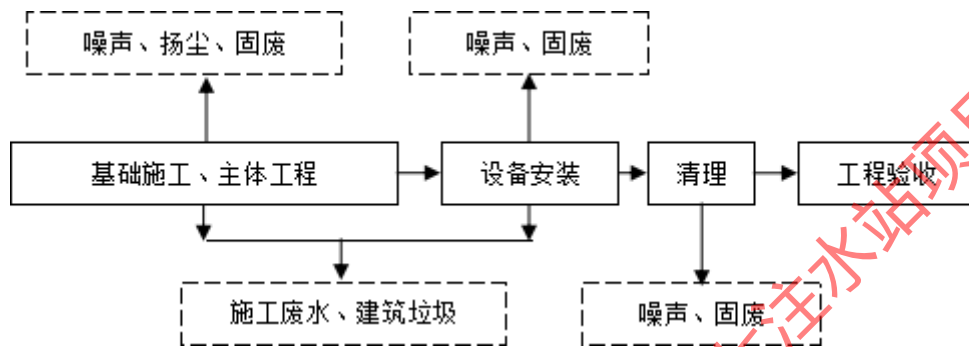 噪声、扬尘、固废
噪声、固废
基础施工、主体工程
设备安装
清理
工程验收
施工废水、建筑垃圾
噪声、固废
注水站项